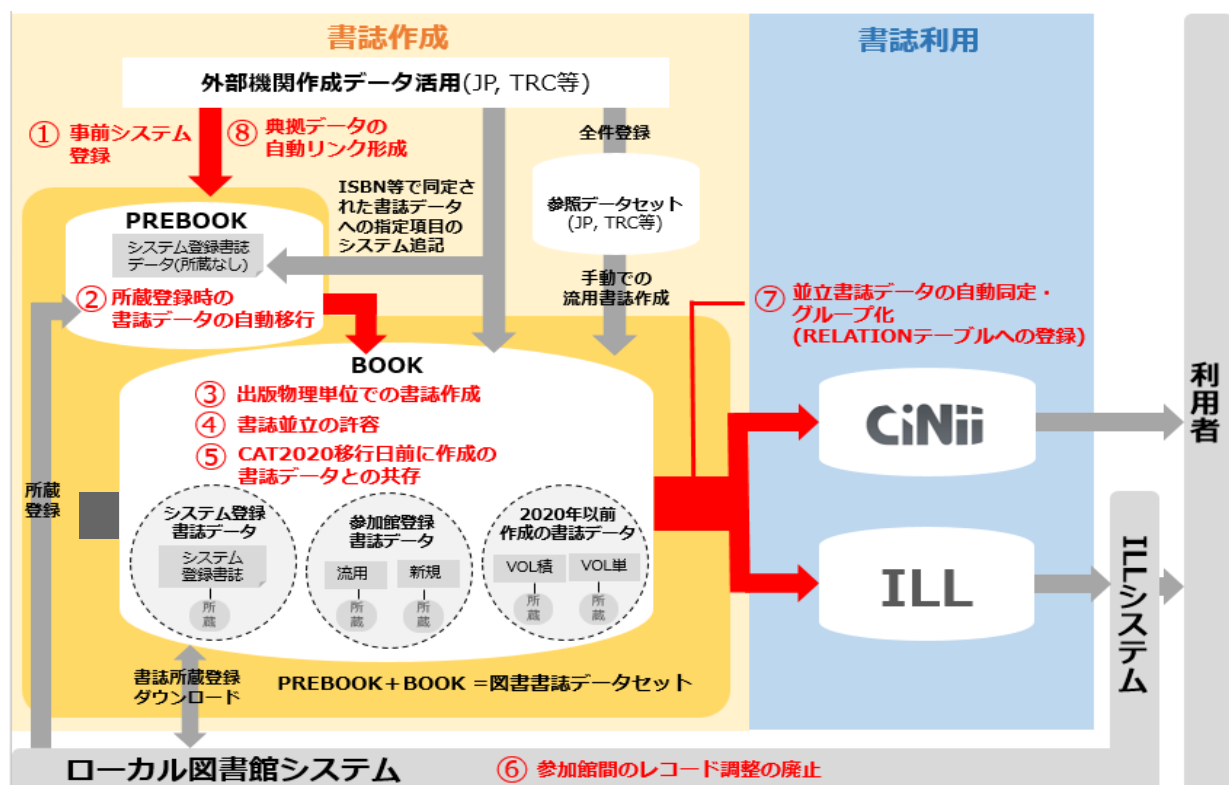 書誌作成
書誌利用
外部機関作成データ活用(JP, TRC等)
① 事前システム
登録
⑧ 典拠データの
自動リンク形成
全件登録
ISBN等で同定さ
れた書誌データ
への指定項目の
システム追記
参照データセット
(JP, TRC等)
PREBOOK
システム登録書誌
データ(所蔵なし)
手動での
流用書誌作成
② 所蔵登録時の
書誌データの自動移行
⑦ 並立書誌データの自動同定・
グループ化
(RELATIONテーブルへの登録)
BOOK
③ 出版物理単位での書誌作成
④ 書誌並立の許容
⑤ CAT2020移行日前に作成の
書誌データとの共存
CiNii
利用者
所蔵
登録
システム登録
書誌データ
システム
登録書誌
所
蔵
参加館登録
書誌データ
流用
新規
所
蔵
所
蔵
2020年以前
作成の書誌データ
VOL積
VOL単
所
蔵
所
蔵
ILL
ILLシステム
書誌所蔵登録
ダウンロード
PREBOOK+BOOK =図書書誌データセット
ローカル図書館システム
⑥ 参加館間のレコード調整の廃止